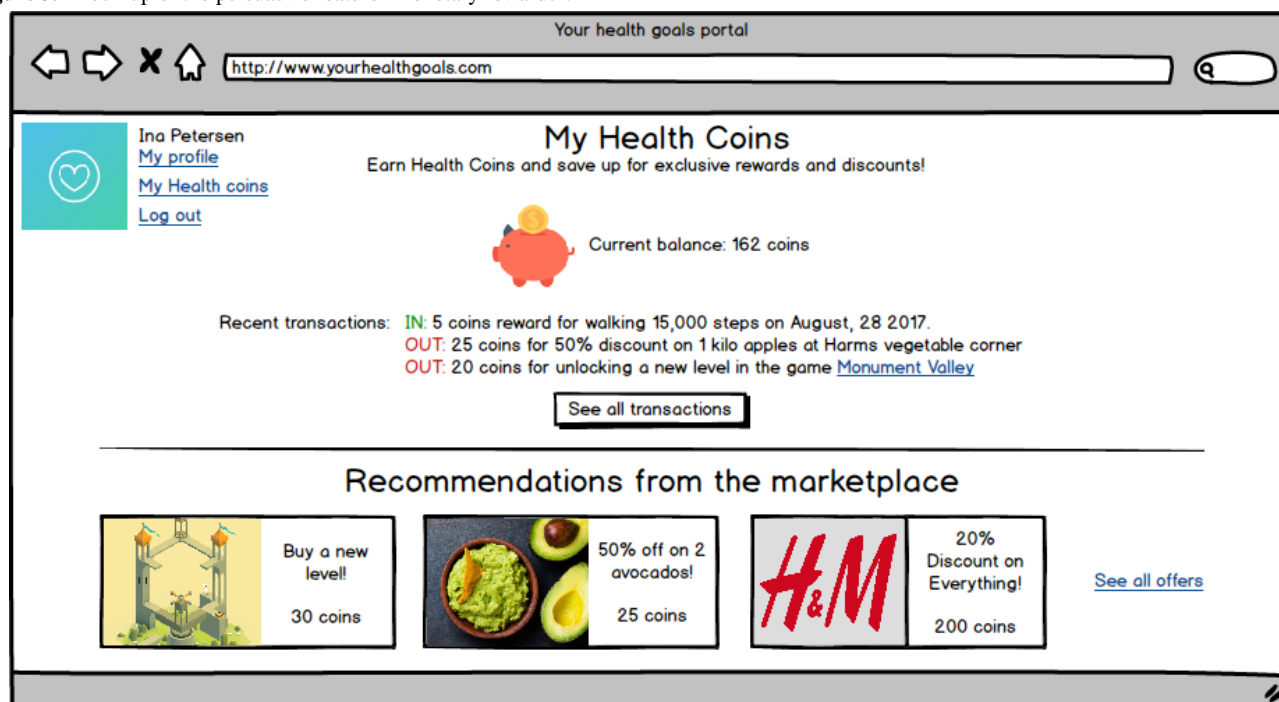 Your health goals portal
http://www.yourhealthgoals.com
Ina Petersen
My profile
My Health coins
Log out
My Health Coins
Earn Health Coins and save up for exclusive rewards and discounts!
$
Current balance: 162 coins
Recent transactions:
IN: 5 coins reward for walking 15,000 steps on August, 28 2017.
OUT: 25 coins for 50% discount on 1 kilo apples at Harms vegetable corner
OUT: 20 coins for unlocking a new level in the game Monument Valley
See all transactions
Recommendations from the marketplace
Buy a new
level!
30 coins
50% off on 2
avocados!
25 coins
H&M
20%
Discount on
Everything!
200 coins
See all offers